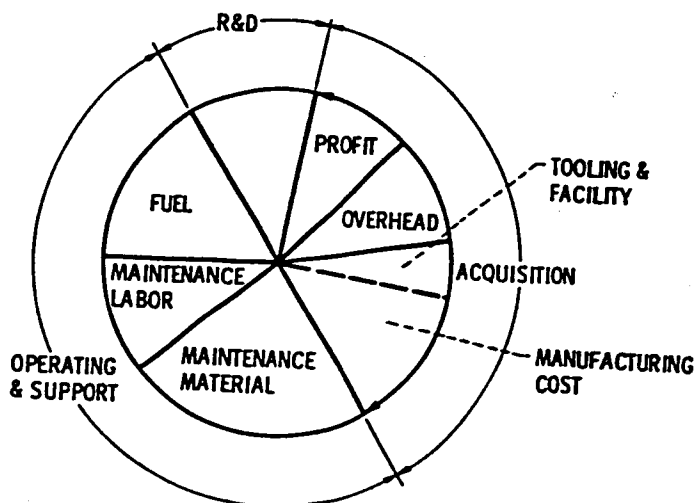 R&D
PROFIT
TOOLING &
FACILITY
FUEL
OVERHEAD
MAINTENANCE
LABOR
ACQUISITION
OPERATING
& SUPPORT
MAINTENANCE
MATERIAL
MANUFACTURING
COST